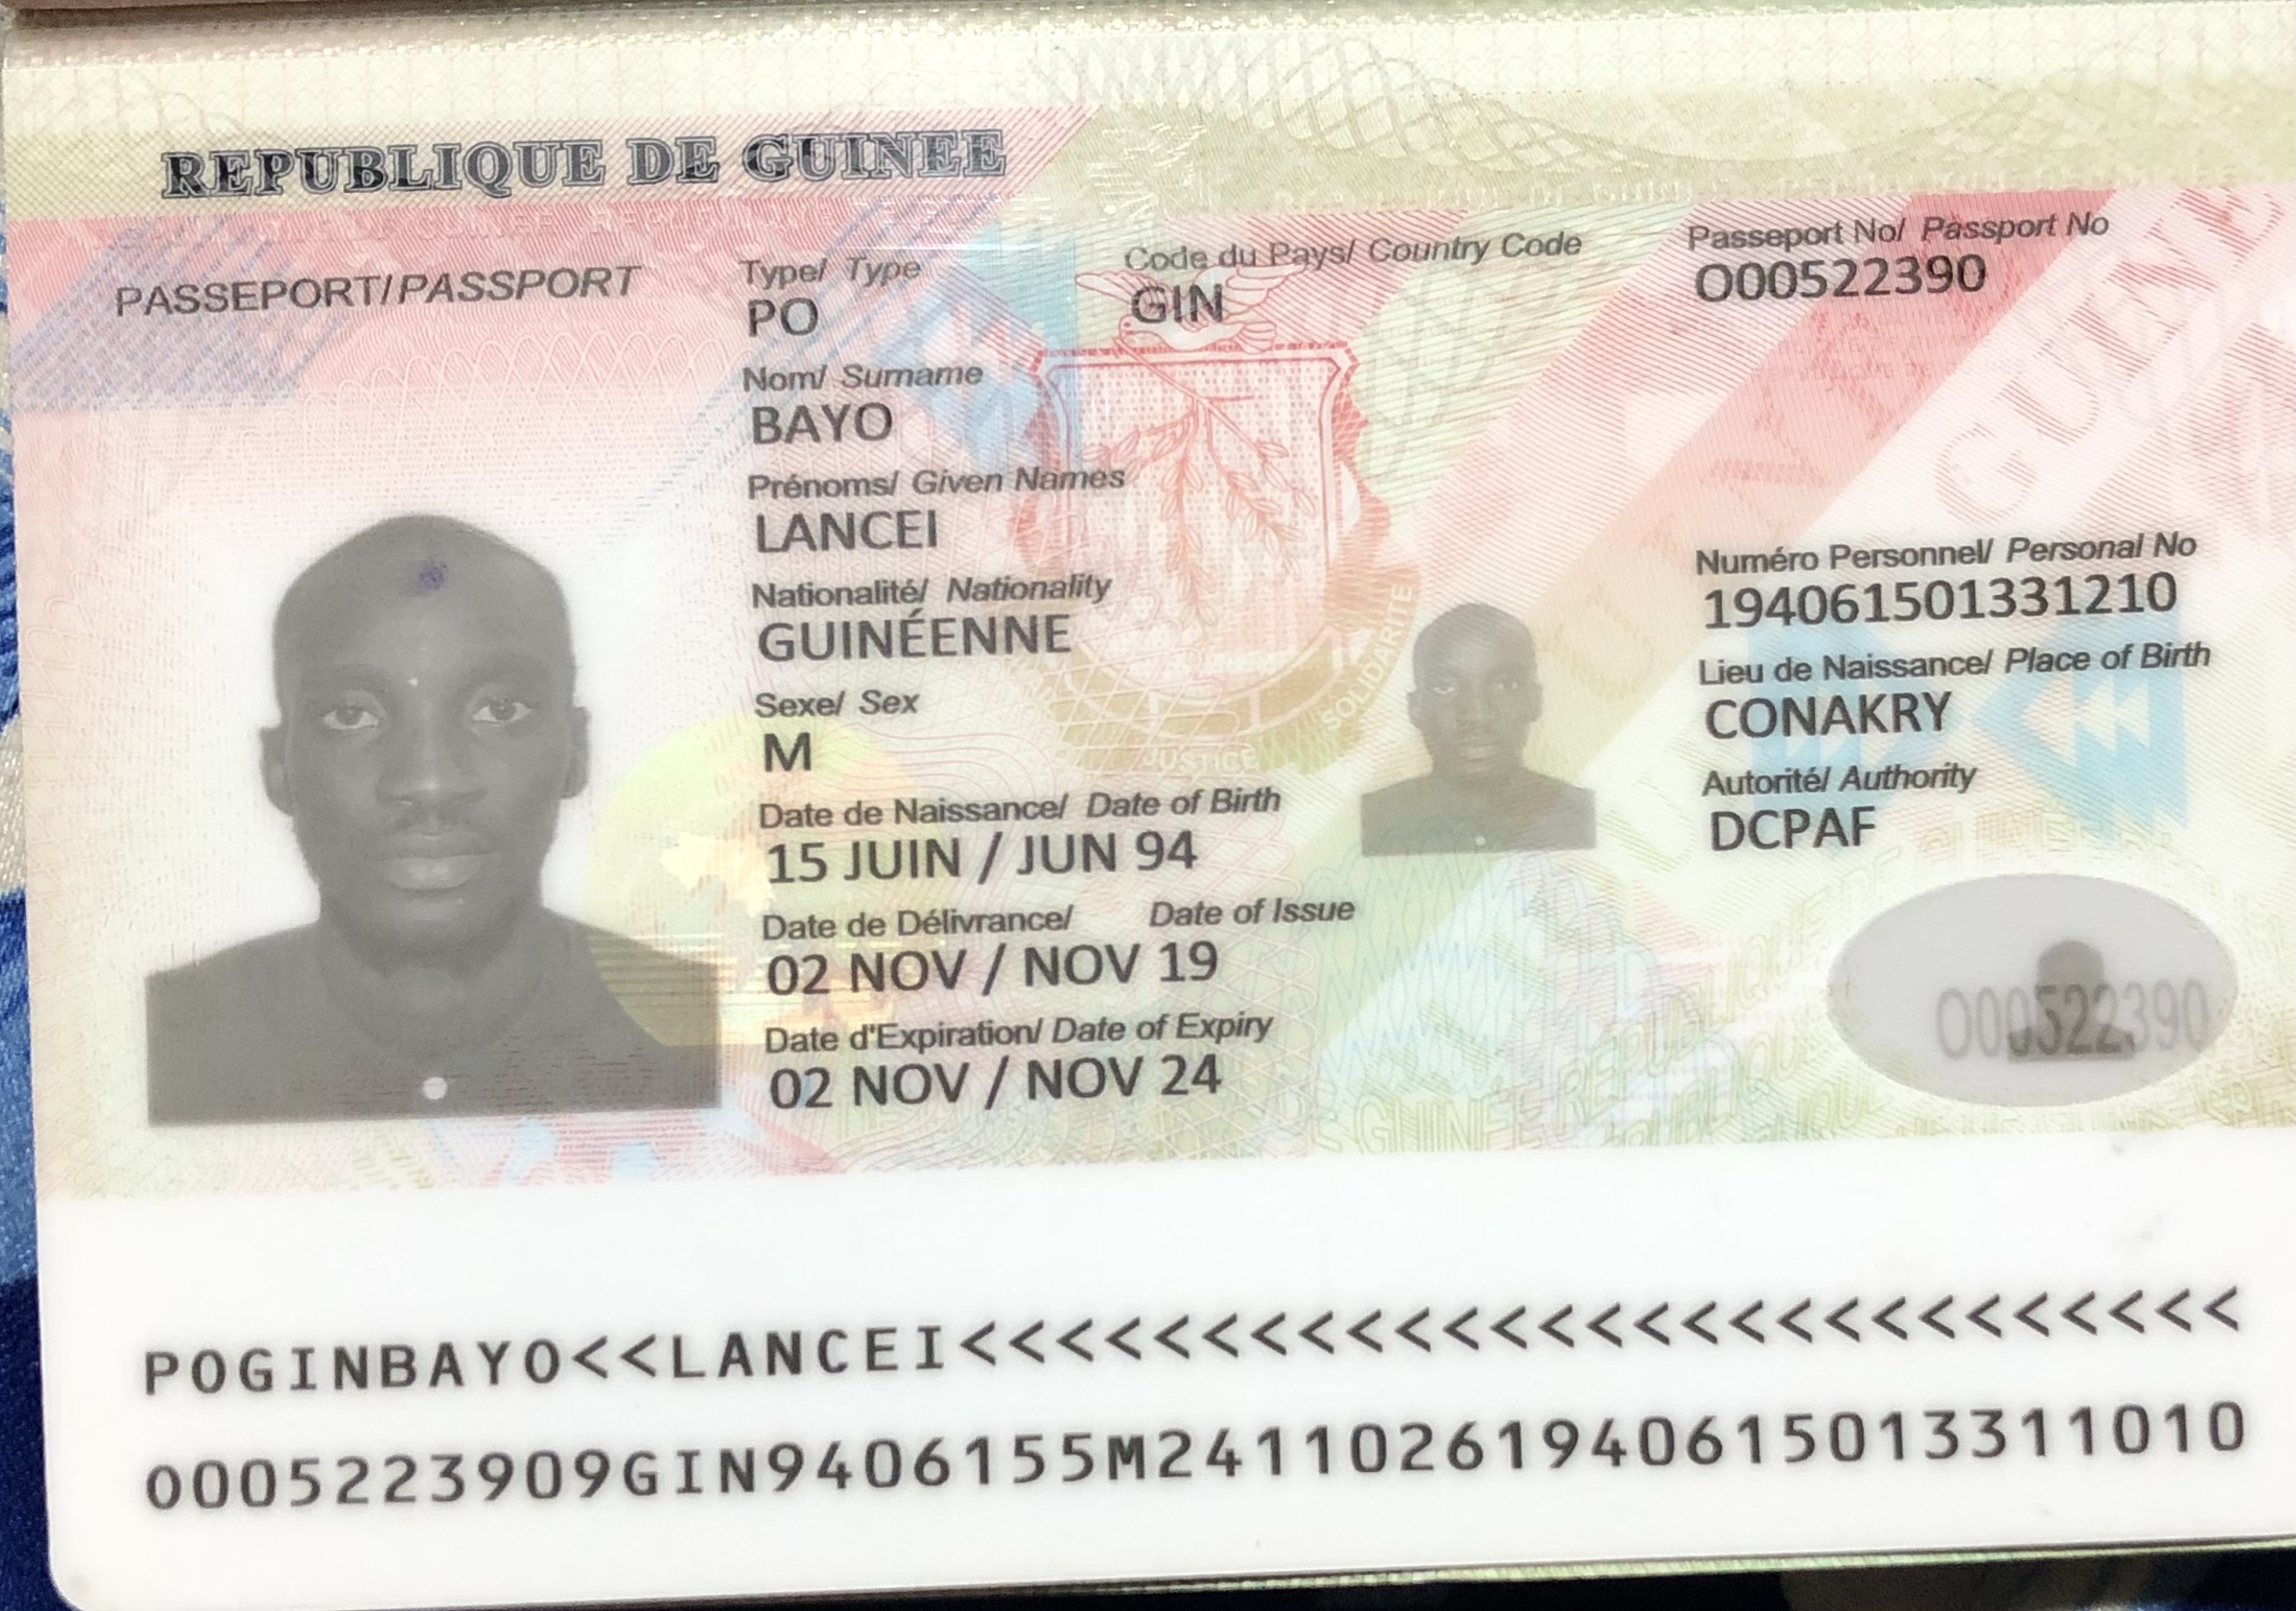 REPUBLIQUE DE GUINEE
PASSEPORT/PASSPORT
Type/ Type
PO
Code du Pays/ Country Code
GIN
Passeport No/ Passport No
O00522390
Nom/ Surname
BAYO
Prénoms/ Given Names
LANCEI
Nationalité/ Nationality
GUINÉENNE
Numéro Personnel/ Personal No
194061501331210
Sexe/ Sex
M
Lieu de Naissance/ Place of Birth
CONAKRY
Date de Naissance/ Date of Birth
15 JUIN / JUN 94
Autorité/ Authority
DCPAF
Date de Délivrance/ Date of Issue
02 NOV / NOV 19
Date d'Expiration/ Date of Expiry
02 NOV / NOV 24
JUSTICE
SOLIDARITE
O00522390
POGINBAYO<<LANCEI<<<<<<<<<<<<<<<<<<<<<<<<<<<
O005223909GIN9406155M24110261940615013311010